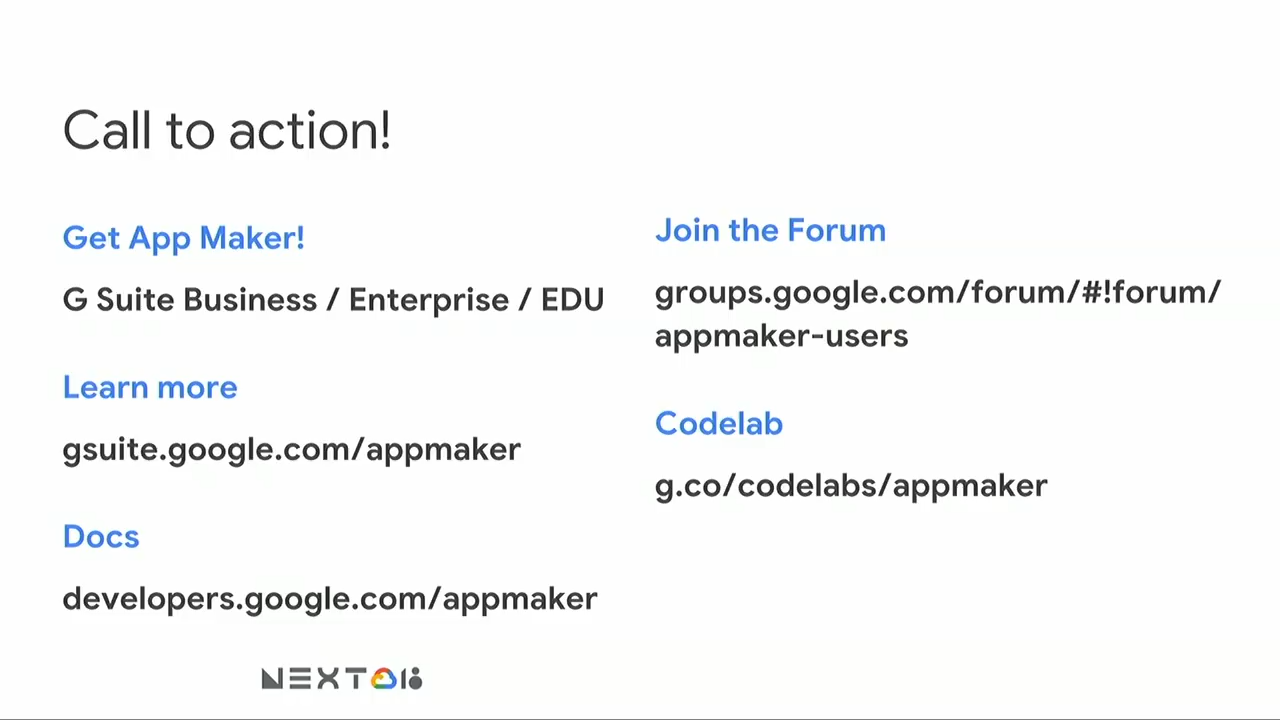 Call to action!
Get App Maker!
G Suite Business / Enterprise / EDU
Learn more
gsuite.google.com/appmaker
Docs
developers.google.com/appmaker
Join the Forum
groups.google.com/forum/#!forum/
appmaker-users
Codelab
g.co/codelabs/appmaker
NEXT 18